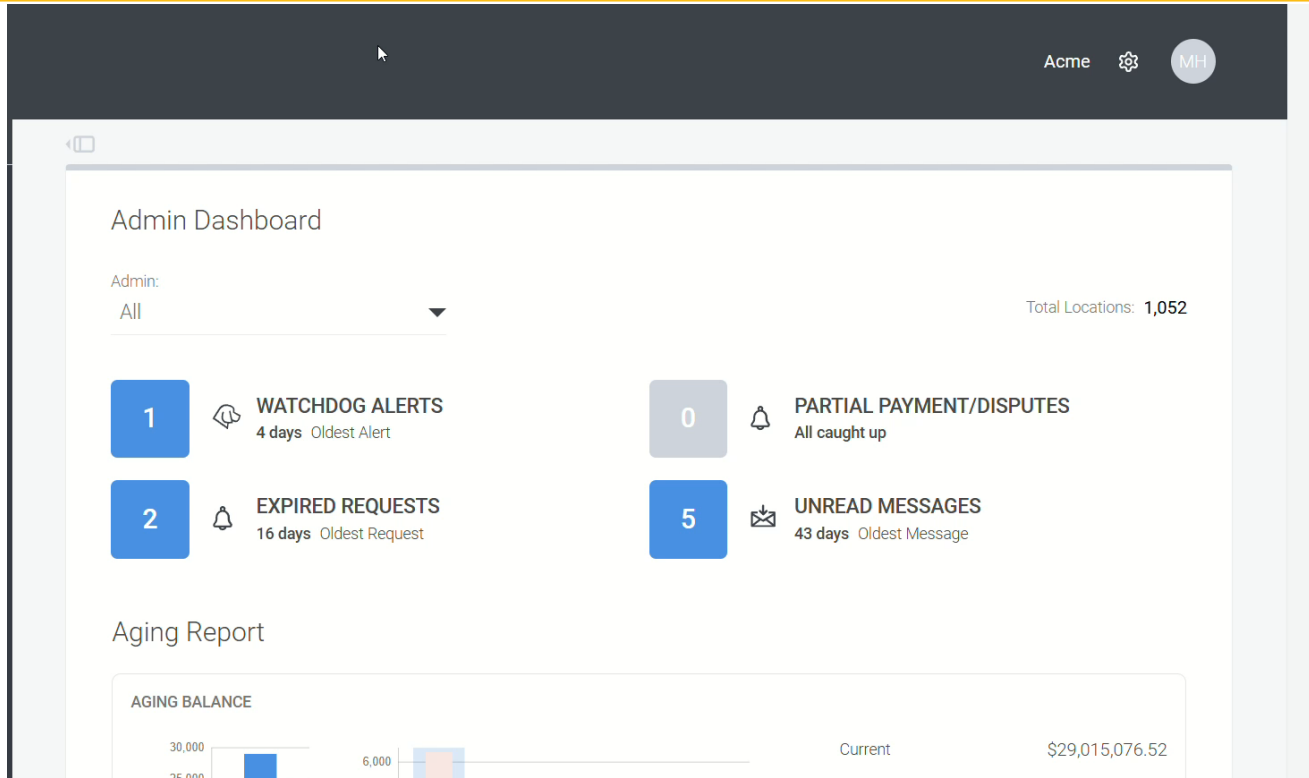 Acme
MH
Admin Dashboard
Admin:
All
Total Locations: 1,052
1
WATCHDOG ALERTS
4 days Oldest Alert
0
PARTIAL PAYMENT/DISPUTES
All caught up
2
EXPIRED REQUESTS
16 days Oldest Request
5
UNREAD MESSAGES
43 days Oldest Message
Aging Report
AGING BALANCE
30,000
25,000
6,000
Current $29,015,076.52